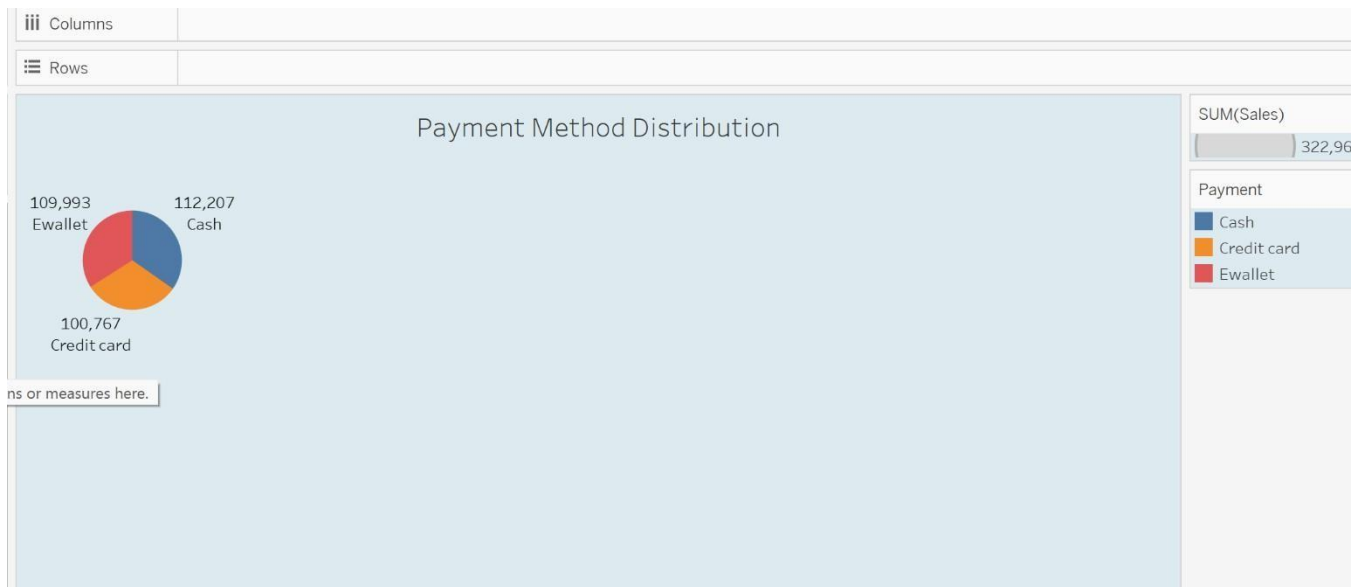 Columns
Rows
Payment Method Distribution
109,993
Ewallet
112,207
Cash
100,767
Credit card
ns or measures here.
SUM(Sales)
322,96
Payment
Cash
Credit card
Ewallet